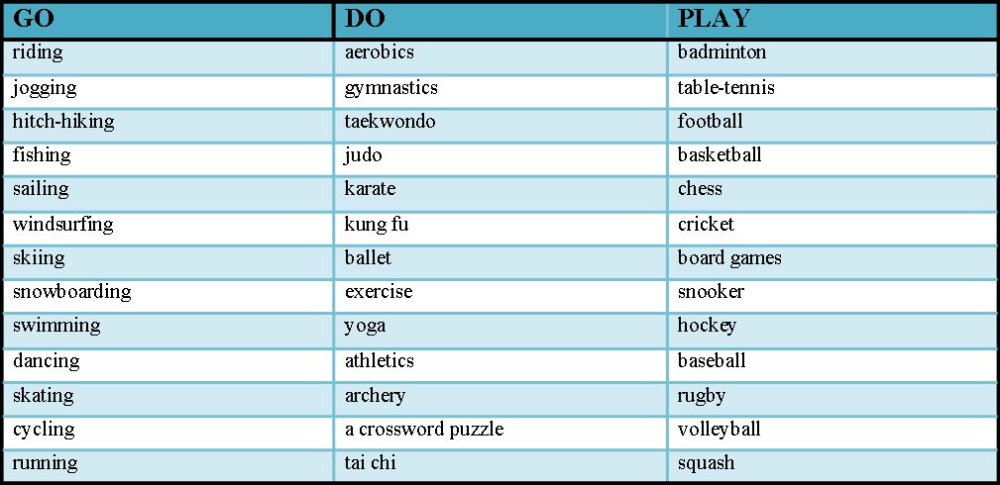 GO DO PLAY
riding aerobics badminton
jogging gymnastics table-tennis
hitch-hiking taekwondo football
fishing judo basketball
sailing karate chess
windsurfing kung fu cricket
skiing ballet board games
snowboarding exercise snooker
swimming yoga hockey
dancing athletics baseball
skating archery rugby
cycling a crossword puzzle volleyball
running tai chi squash